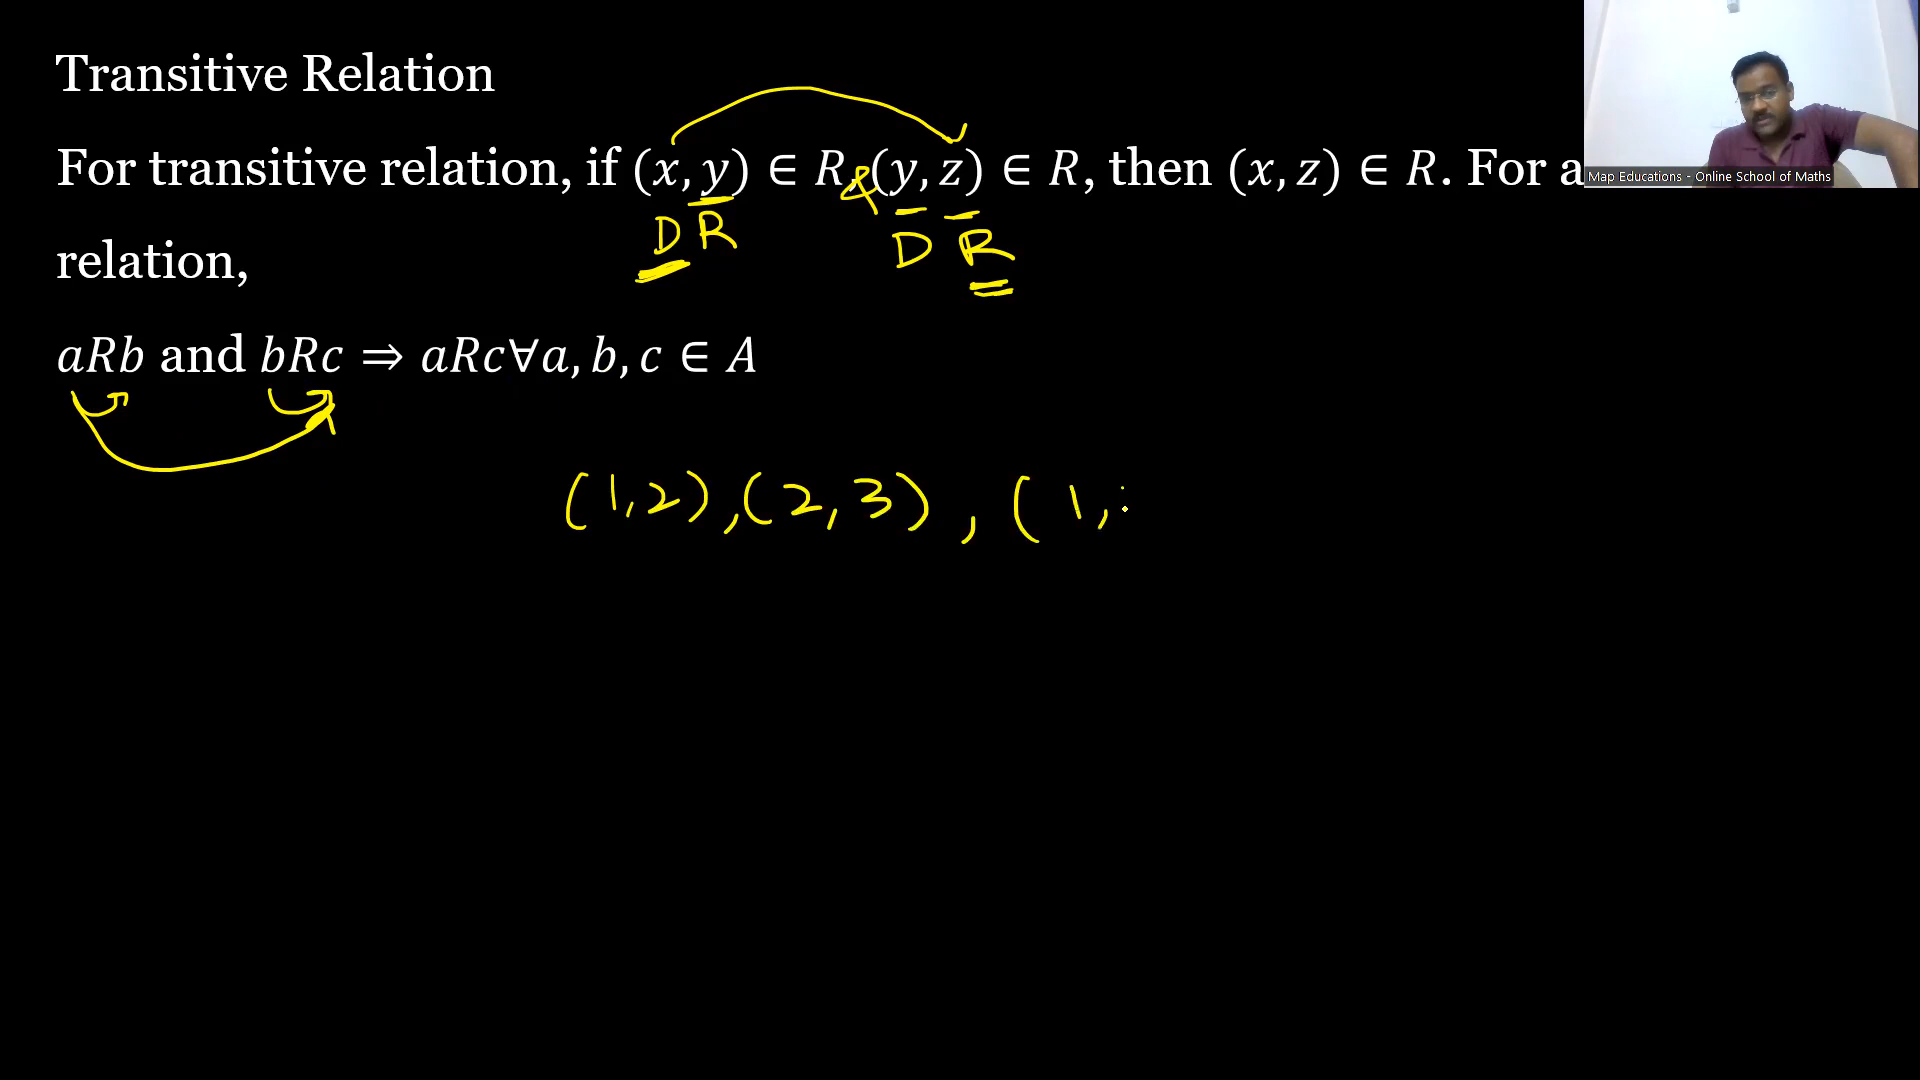 Transitive Relation
For transitive relation, if (x, y) ∈ R & (y, z) ∈ R, then (x, z) ∈ R. For a
D R D R
relation,
aRb and bRc ⇒ aRc∀a, b, c ∈ A
(1,2),(2,3), (1,
Map Educations - Online School of Maths